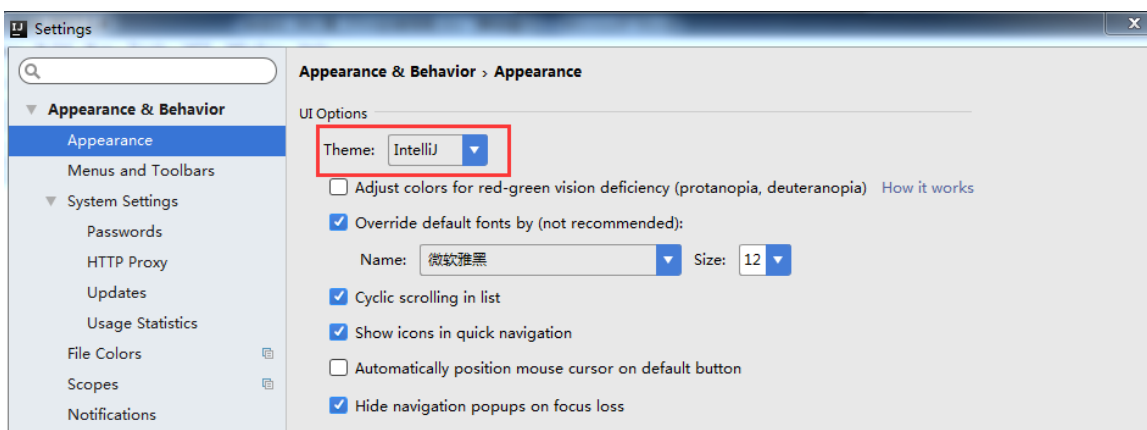 Settings
Appearance & Behavior
Appearance
Menus and Toolbars
System Settings
Passwords
HTTP Proxy
Updates
Usage Statistics
File Colors
Scopes
Notifications
Appearance & Behavior › Appearance
UI Options
Theme: IntelliJ
Adjust colors for red-green vision deficiency (protanopia, deuteranopia) How it works
Override default fonts by (not recommended):
Name: 微软雅黑 Size: 12
Cyclic scrolling in list
Show icons in quick navigation
Automatically position mouse cursor on default button
Hide navigation popups on focus loss